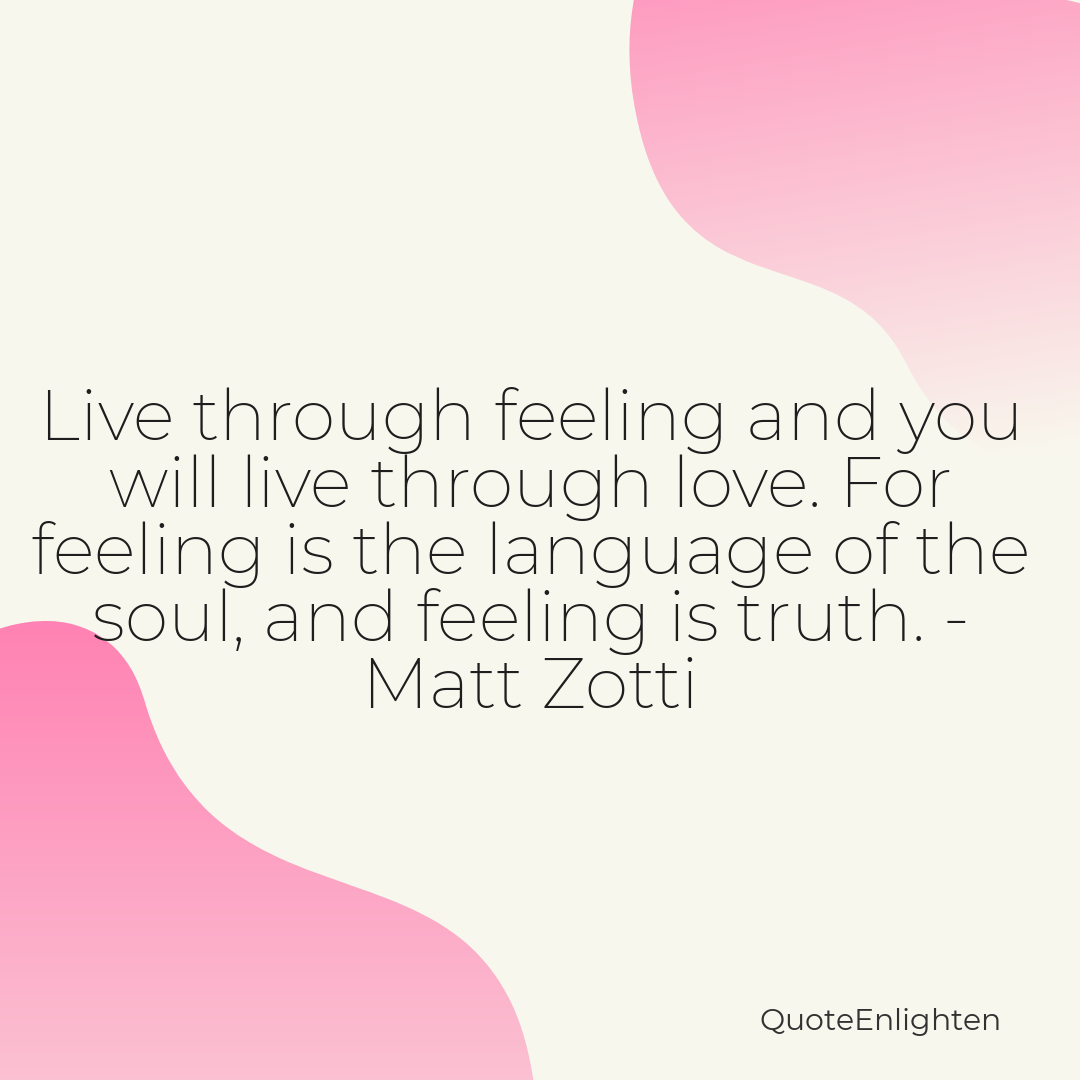 Live through feeling and you
will live through love. For
feeling is the language of the
soul, and feeling is truth. -
Matt Zotti
QuoteEnlighten